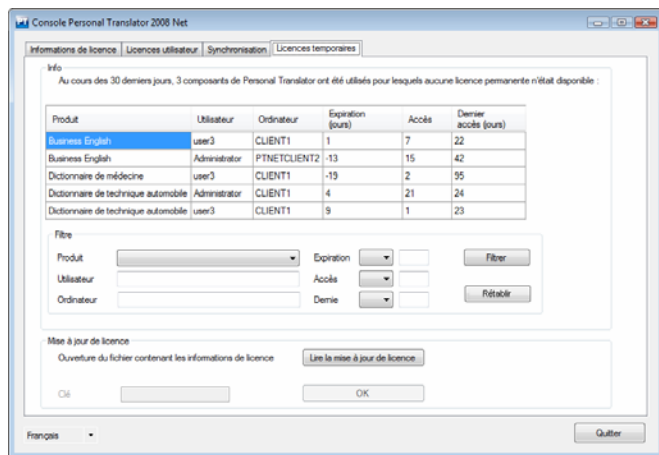 Console Personal Translator 2008 Net
Informations de licence Licences utilisateur Synchronisation Licences temporaires
Info
Au cours des 30 derniers jours, 3 composants de Personal Translator ont été utilisés pour lesquels aucune licence permanente n'était disponible :
Produit Utilisateur Ordinateur Expiration (jours) Accès Dernier accès (jours)
Business English user3 CLIENT1 1 7 22
Business English Administrator PTNETCLIENT2 -13 15 42
Dictionnaire de médecine user3 CLIENT1 -19 2 95
Dictionnaire de technique automobile Administrator CLIENT1 4 21 24
Dictionnaire de technique automobile user3 CLIENT1 9 1 23
Filtre
Produit Expiration Filtrer
Utilisateur Accès
Ordinateur Dernie Rétablir
Mise à jour de licence
Ouverture du fichier contenant les informations de licence Lire la mise à jour de licence
Clé OK
Français Quitter